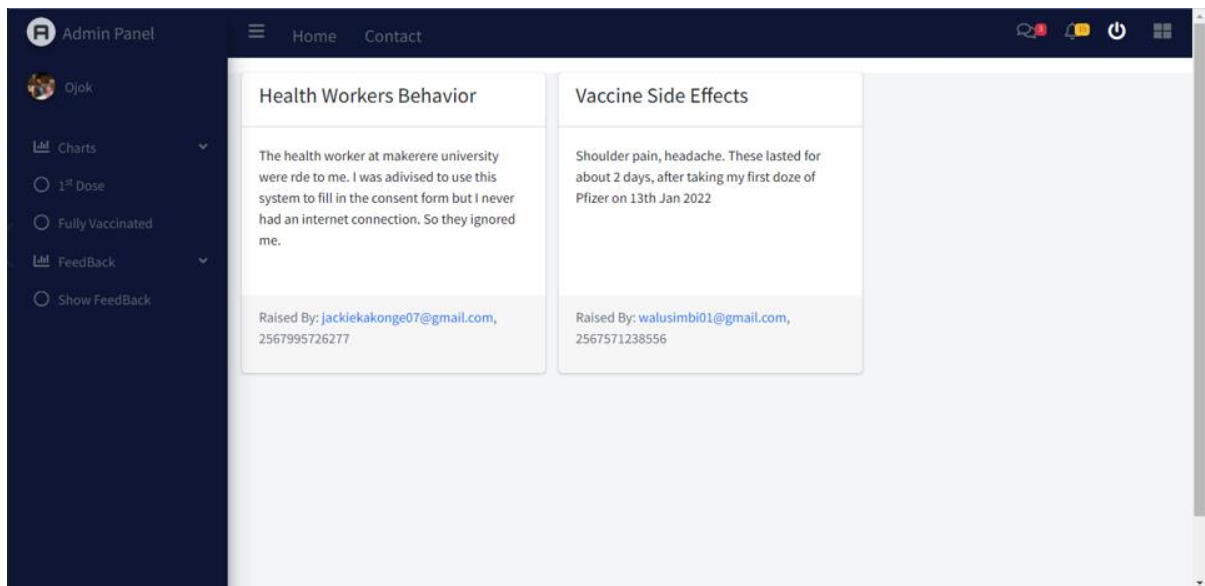 Admin Panel
Home Contact
3
15
Ojok
Charts
1st Dose
Fully Vaccinated
FeedBack
Show FeedBack
Health Workers Behavior
The health worker at makerere university
were rde to me. I was adivised to use this
system to fill in the consent form but I never
had an internet connection. So they ignored
me.
Raised By: jackiekakonge07@gmail.com,
2567995726277
Vaccine Side Effects
Shoulder pain, headache. These lasted for
about 2 days, after taking my first doze of
Pfizer on 13th Jan 2022
Raised By: walusimbi01@gmail.com,
2567571238556